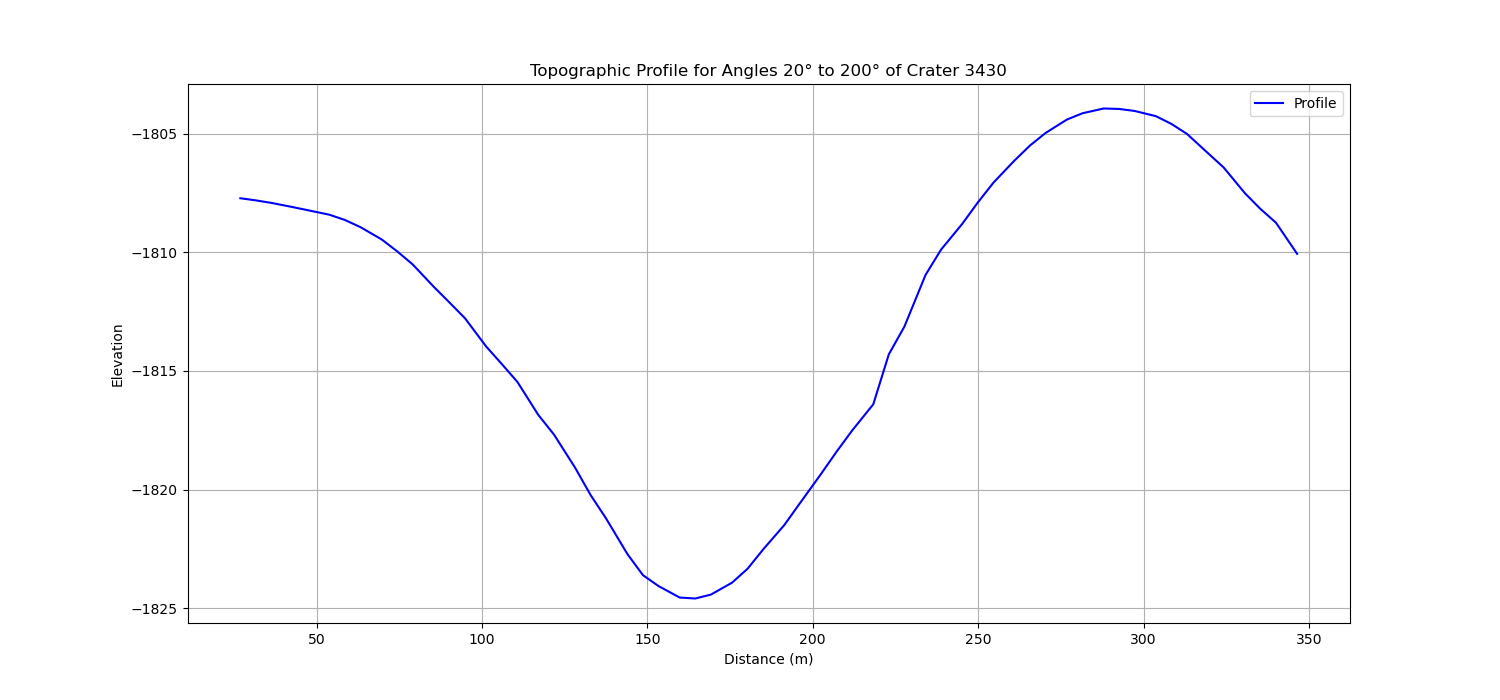 Topographic Profile for Angles 20° to 200° of Crater 3430
Profile
−1805
−1810
−1815
−1820
−1825
Elevation
50 100 150 200 250 300 350
Distance (m)